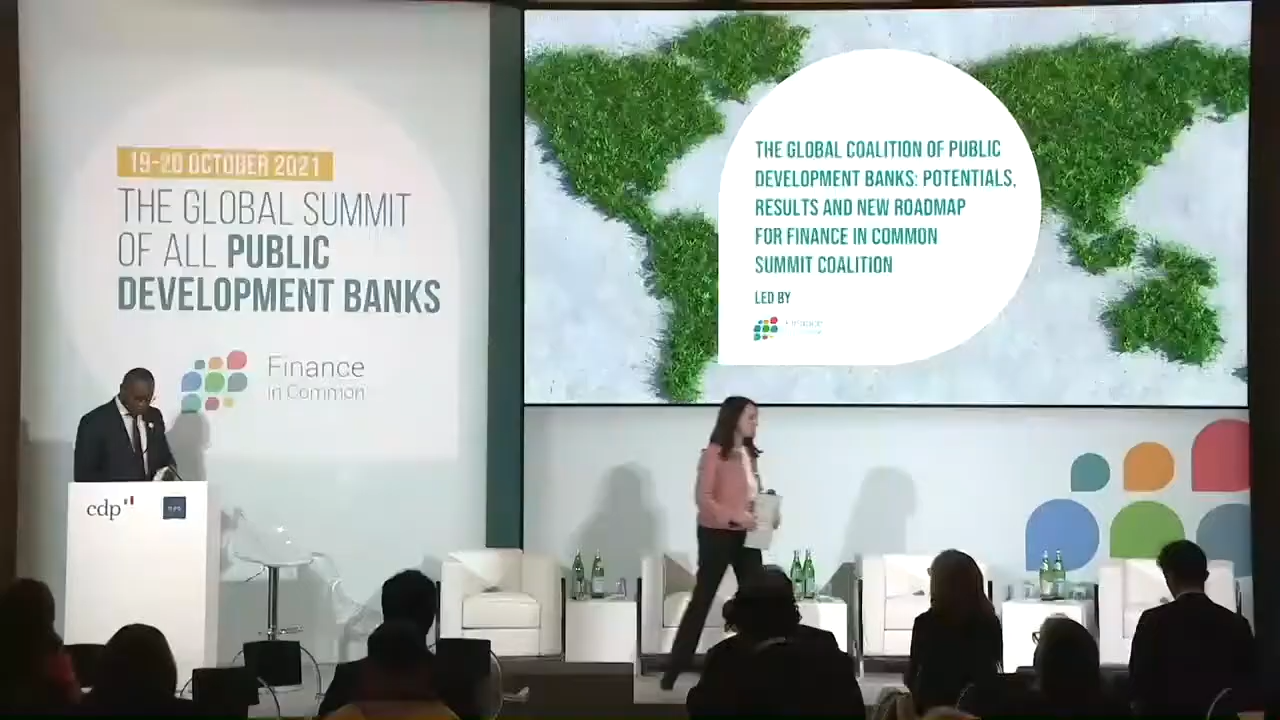 19-20 OCTOBER 2021
THE GLOBAL SUMMIT
OF ALL PUBLIC
DEVELOPMENT BANKS
Finance
in Common
cdp
THE GLOBAL COALITION OF PUBLIC
DEVELOPMENT BANKS: POTENTIALS,
RESULTS AND NEW ROADMAP
FOR FINANCE IN COMMON
SUMMIT COALITION
LED BY